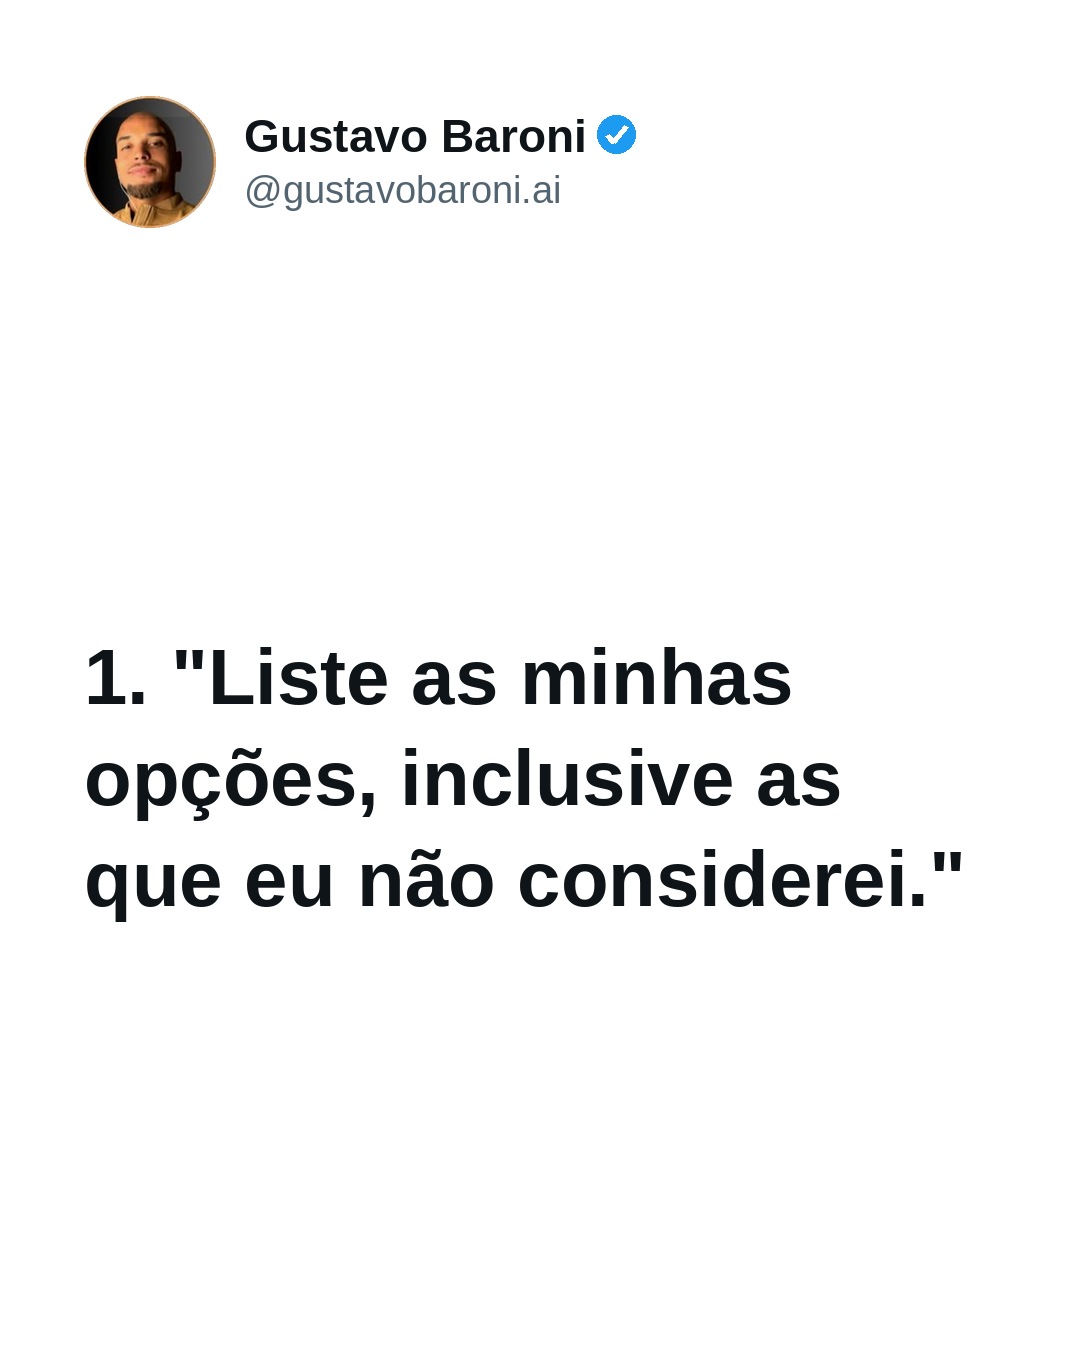 Gustavo Baroni
@gustavobaroni.ai
1. "Liste as minhas
opções, inclusive as
que eu não considerei."